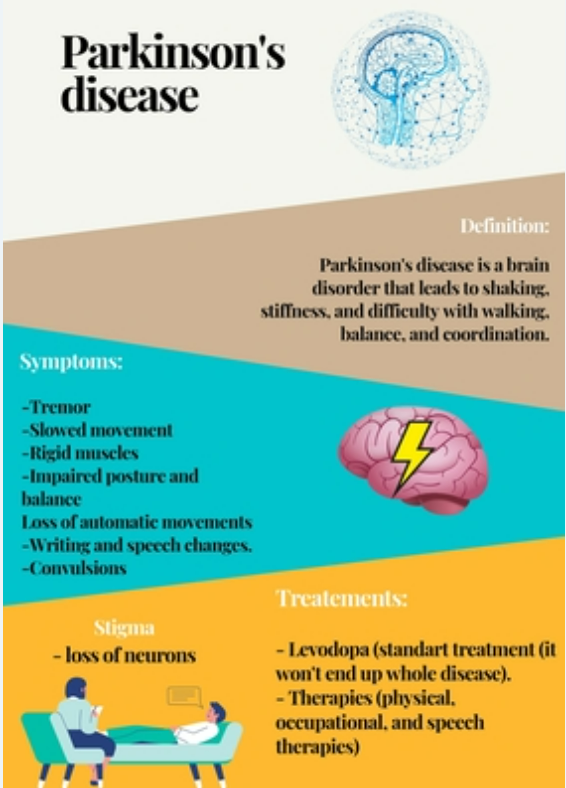 Parkinson's
disease
Definition:
Parkinson's disease is a brain
disorder that leads to shaking,
stiffness, and difficulty with walking,
balance, and coordination.
Symptoms:
-Tremor
-Slowed movement
-Rigid muscles
-Impaired posture and
balance
Loss of automatic movements
-Writing and speech changes.
-Convulsions
Stigma
- loss of neurons
Treatements:
- Levodopa (standart treatment (it
won't end up whole disease).
- Therapies (physical,
occupational, and speech
therapies)